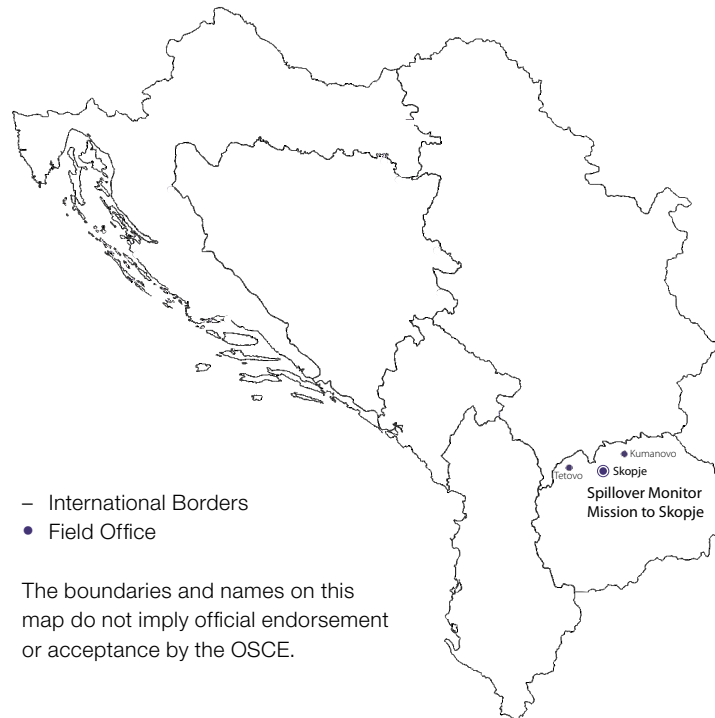 Kumanovo
Tetovo
Skopje
Spillover Monitor
Mission to Skopje
– International Borders
• Field Office
The boundaries and names on this
map do not imply official endorsement
or acceptance by the OSCE.